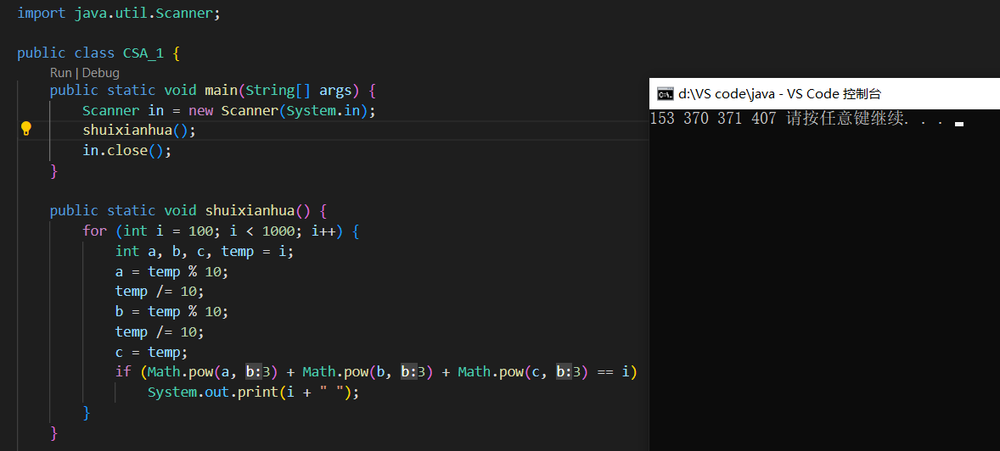 import java.util.Scanner;
public class CSA_1 {
Run | Debug
public static void main(String[] args) {
Scanner in = new Scanner(System.in);
shuixianhua();
in.close();
}
public static void shuixianhua() {
for (int i = 100; i < 1000; i++) {
int a, b, c, temp = i;
a = temp % 10;
temp /= 10;
b = temp % 10;
temp /= 10;
c = temp;
if (Math.pow(a, b:3) + Math.pow(b, b:3) + Math.pow(c, b:3) == i)
System.out.print(i + " ");
}
}
C:\.
d:\VS code\java - VS Code 控制台
153 370 371 407 请按任意键继续. . .